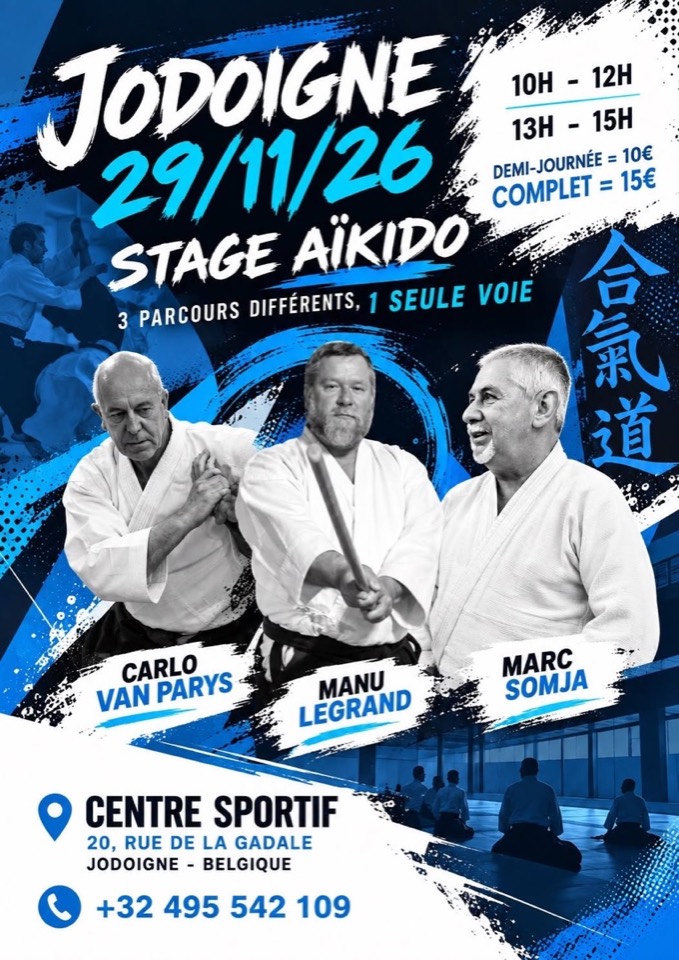 JODOIGNE
29/11/26
STAGE AÏKIDO
3 PARCOURS DIFFÉRENTS, 1 SEULE VOIE
10H - 12H
13H - 15H
DEMI-JOURNÉE = 10€
COMPLET = 15€
合
氣
道
CARLO
VAN PARYS
MANU
LEGRAND
MARC
SOMJA
CENTRE SPORTIF
20, RUE DE LA GADALE
JODOIGNE - BELGIQUE
+32 495 542 109